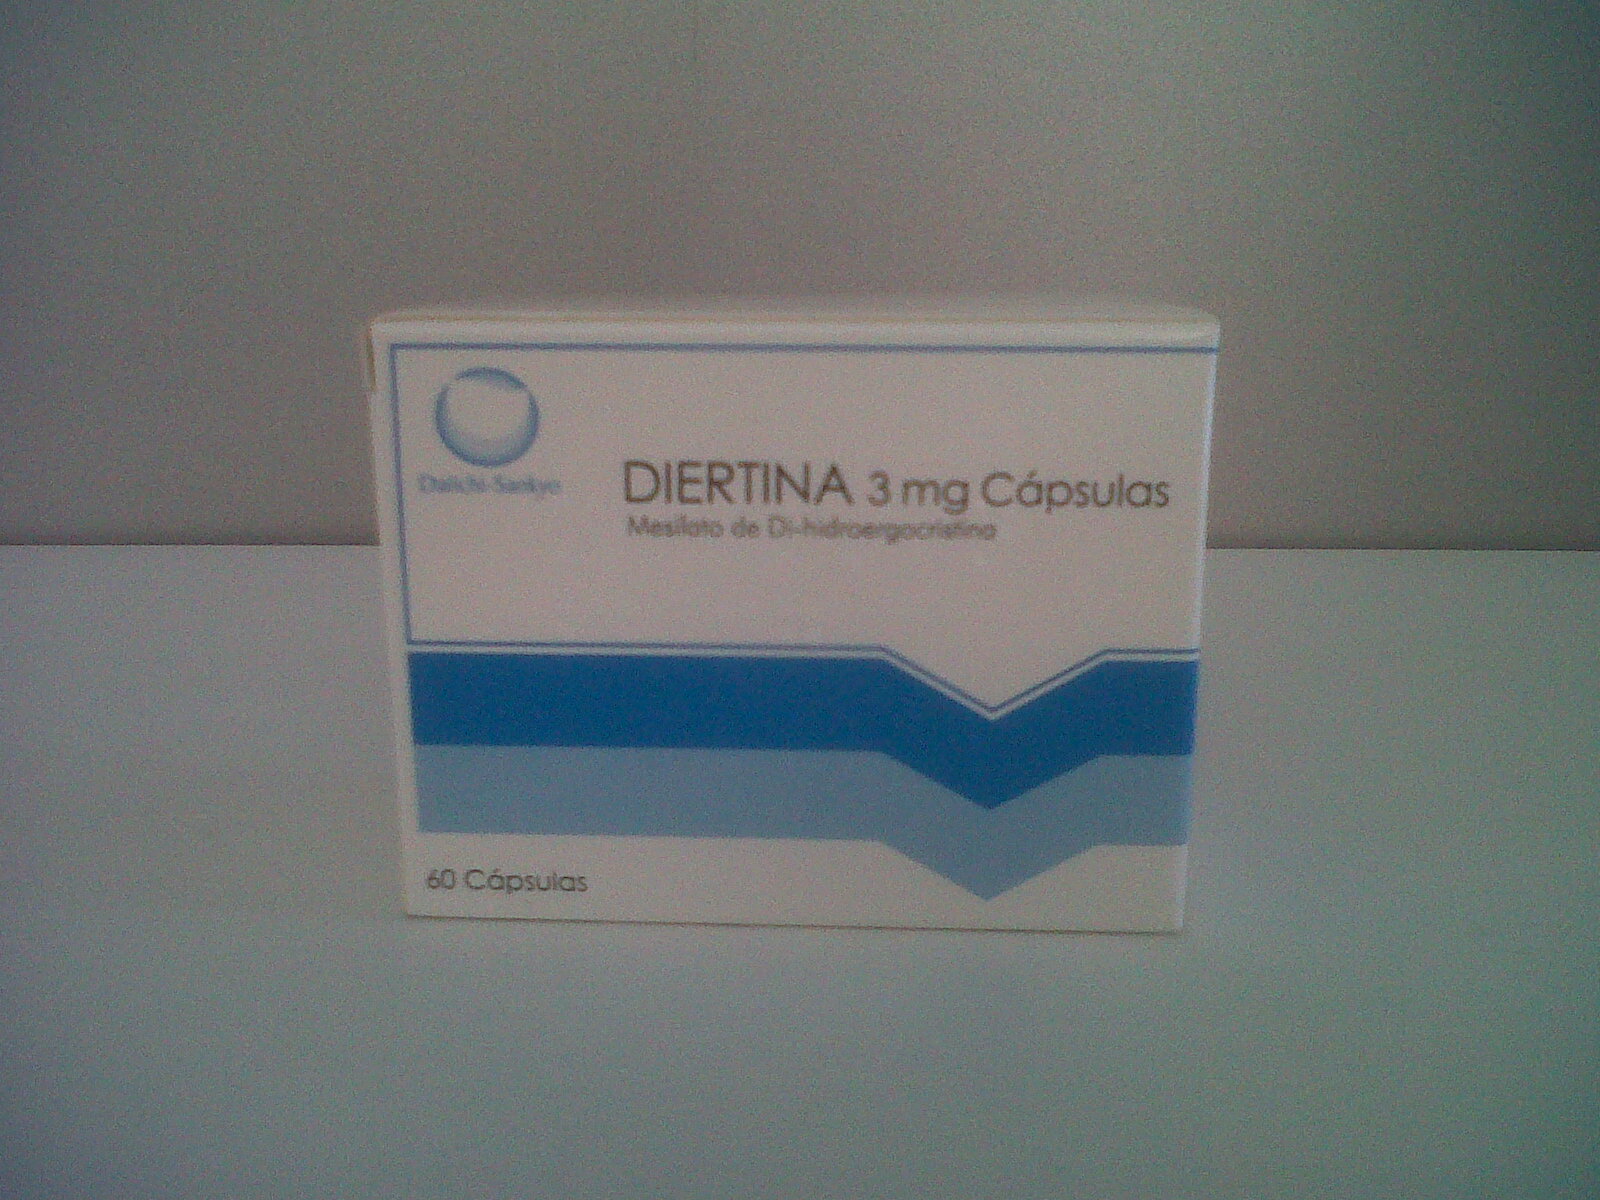 Daiichi-Sankyo
DIERTINA 3 mg Cápsulas
Mesilato de Di-hidroergocristina
60 Cápsulas